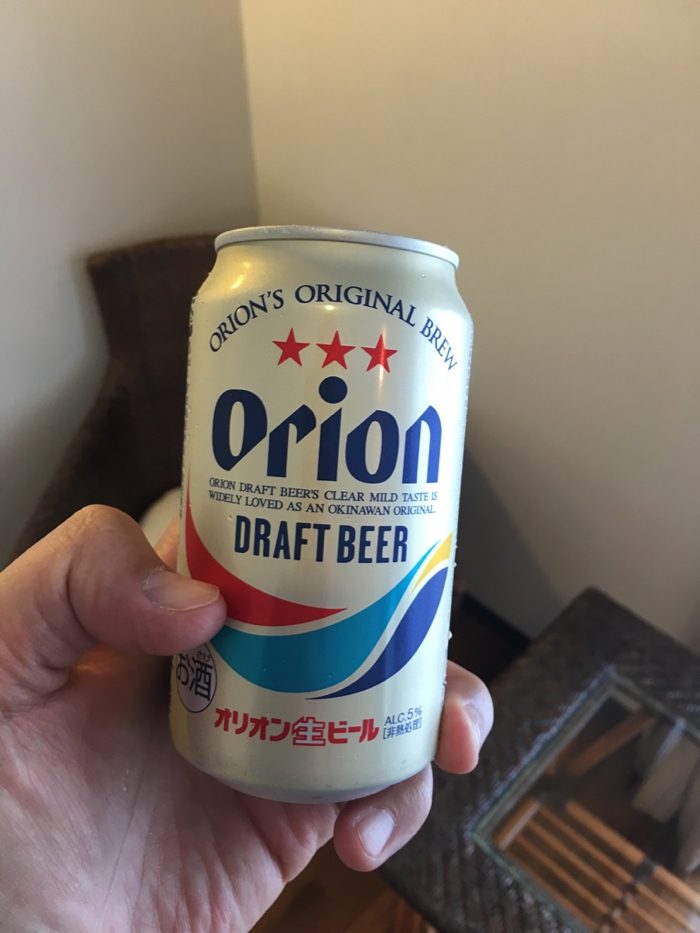 ORION'S ORIGINAL BREW
Orion
ORION DRAFT BEER'S CLEAR MILD TASTE IS
WIDELY LOVED AS AN OKINAWAN ORIGINAL.
DRAFT BEER
お酒
オリオン生ビール
ALC.5%
[非熱処理]